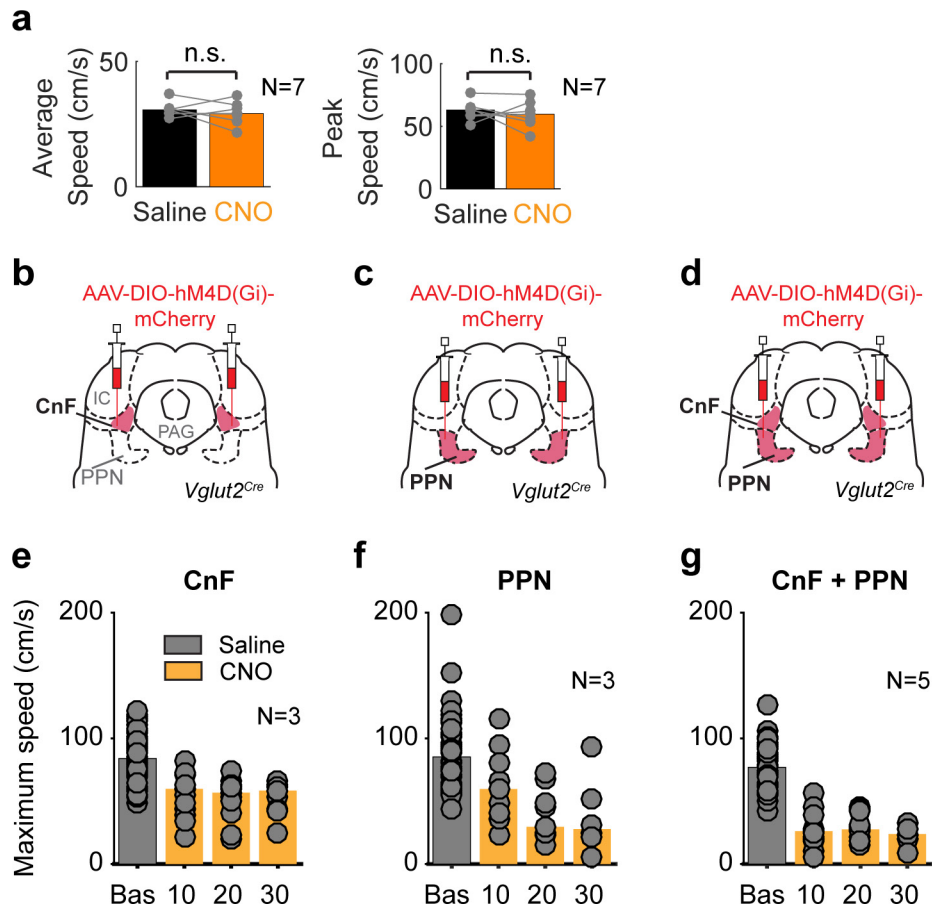 a
Average
Speed (cm/s)
50
0
n.s.
N=7
Saline CNO
Peak
Speed (cm/s)
100
50
0
n.s.
N=7
Saline CNO
b
AAV-DIO-hM4D(Gi)-
mCherry
IC
CnF
PAG
PPN
Vglut2Cre
c
AAV-DIO-hM4D(Gi)-
mCherry
PPN
Vglut2Cre
d
AAV-DIO-hM4D(Gi)-
mCherry
CnF
PPN
Vglut2Cre
e
CnF
Maximum speed (cm/s)
200
100
0
Saline
CNO
N=3
Bas 10 20 30
f
PPN
200
100
0
N=3
Bas 10 20 30
g
CnF + PPN
200
100
0
N=5
Bas 10 20 30